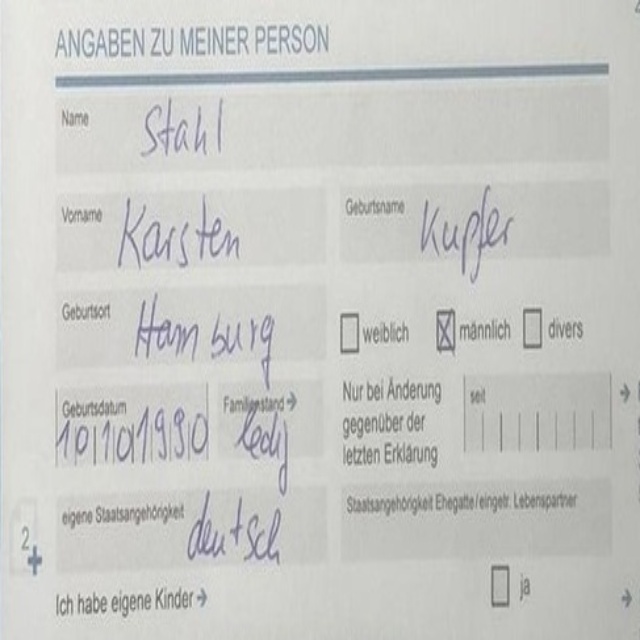 ANGABEN ZU MEINER PERSON
Name Stahl
Vorname Karsten Geburtsname Kupfer
Geburtsort Hamburg weiblich männlich divers
Geburtsdatum 10101990 Familienstand → ledig
Nur bei Änderung gegenüber der letzten Erklärung seit
eigene Staatsangehörigkeit deutsch Staatsangehörigkeit Ehegatte/eingetr. Lebenspartner
2
Ich habe eigene Kinder → ja